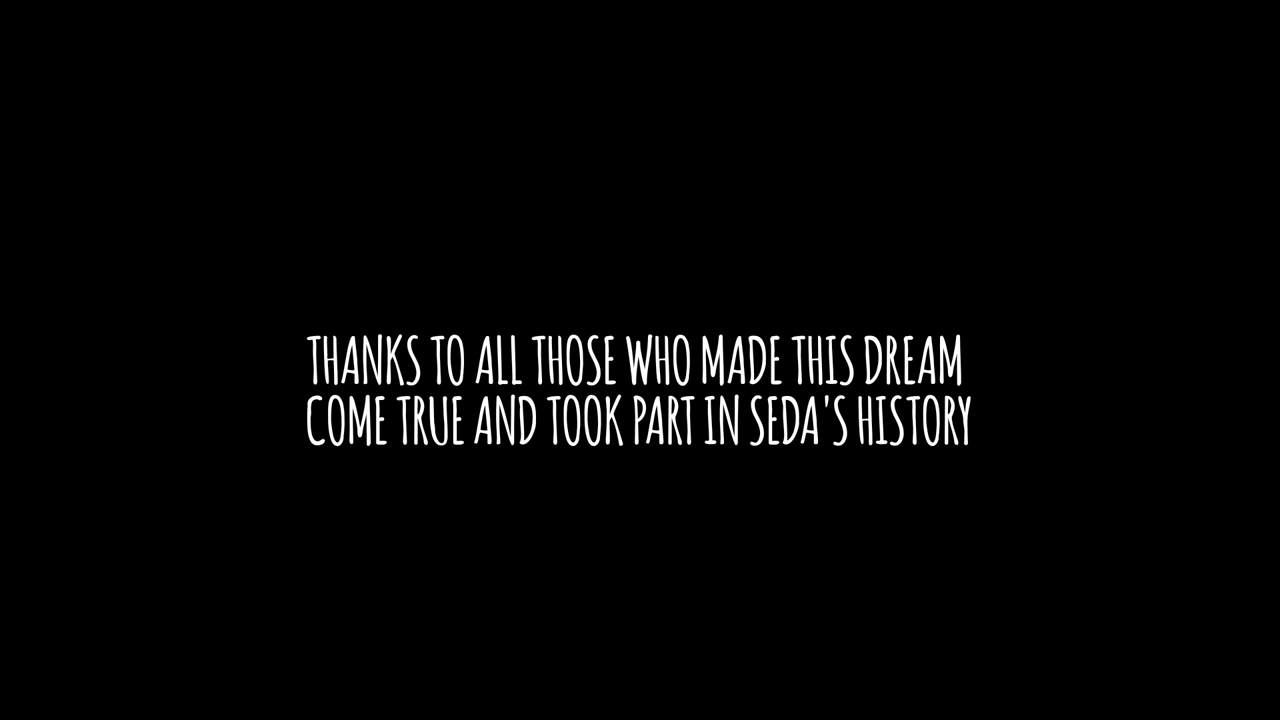 THANKS TO ALL THOSE WHO MADE THIS DREAM
COME TRUE AND TOOK PART IN SEDA'S HISTORY